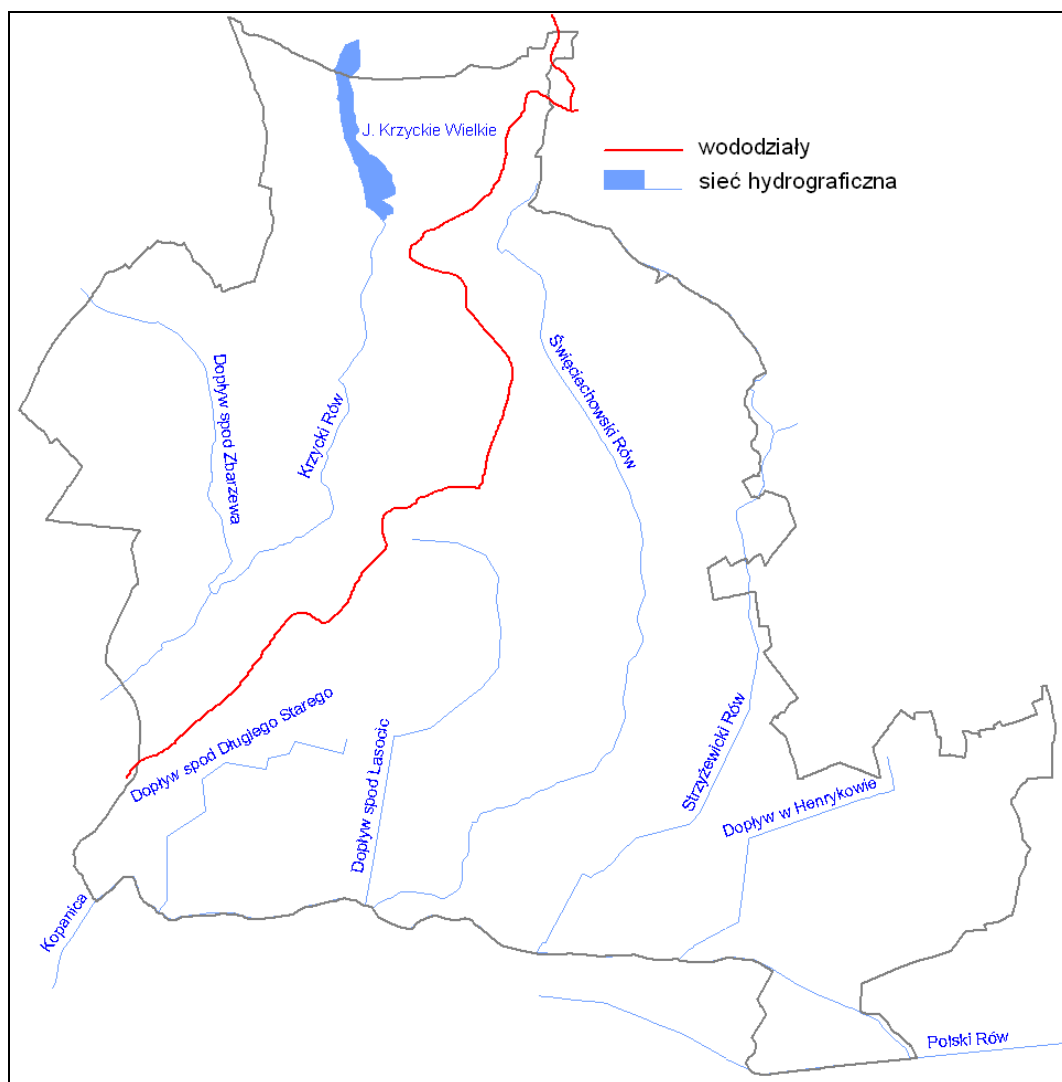 J. Krzyckie Wielkie
wododziały
sieć hydrograficzna
Dopływ spod Zbarzewa
Krzycki Rów
Święciechowski Rów
Dopływ spod Długiego Starego
Dopływ spod Lasocic
Strzyżewicki Rów
Dopływ w Henrykowie
Kopanica
Polski Rów